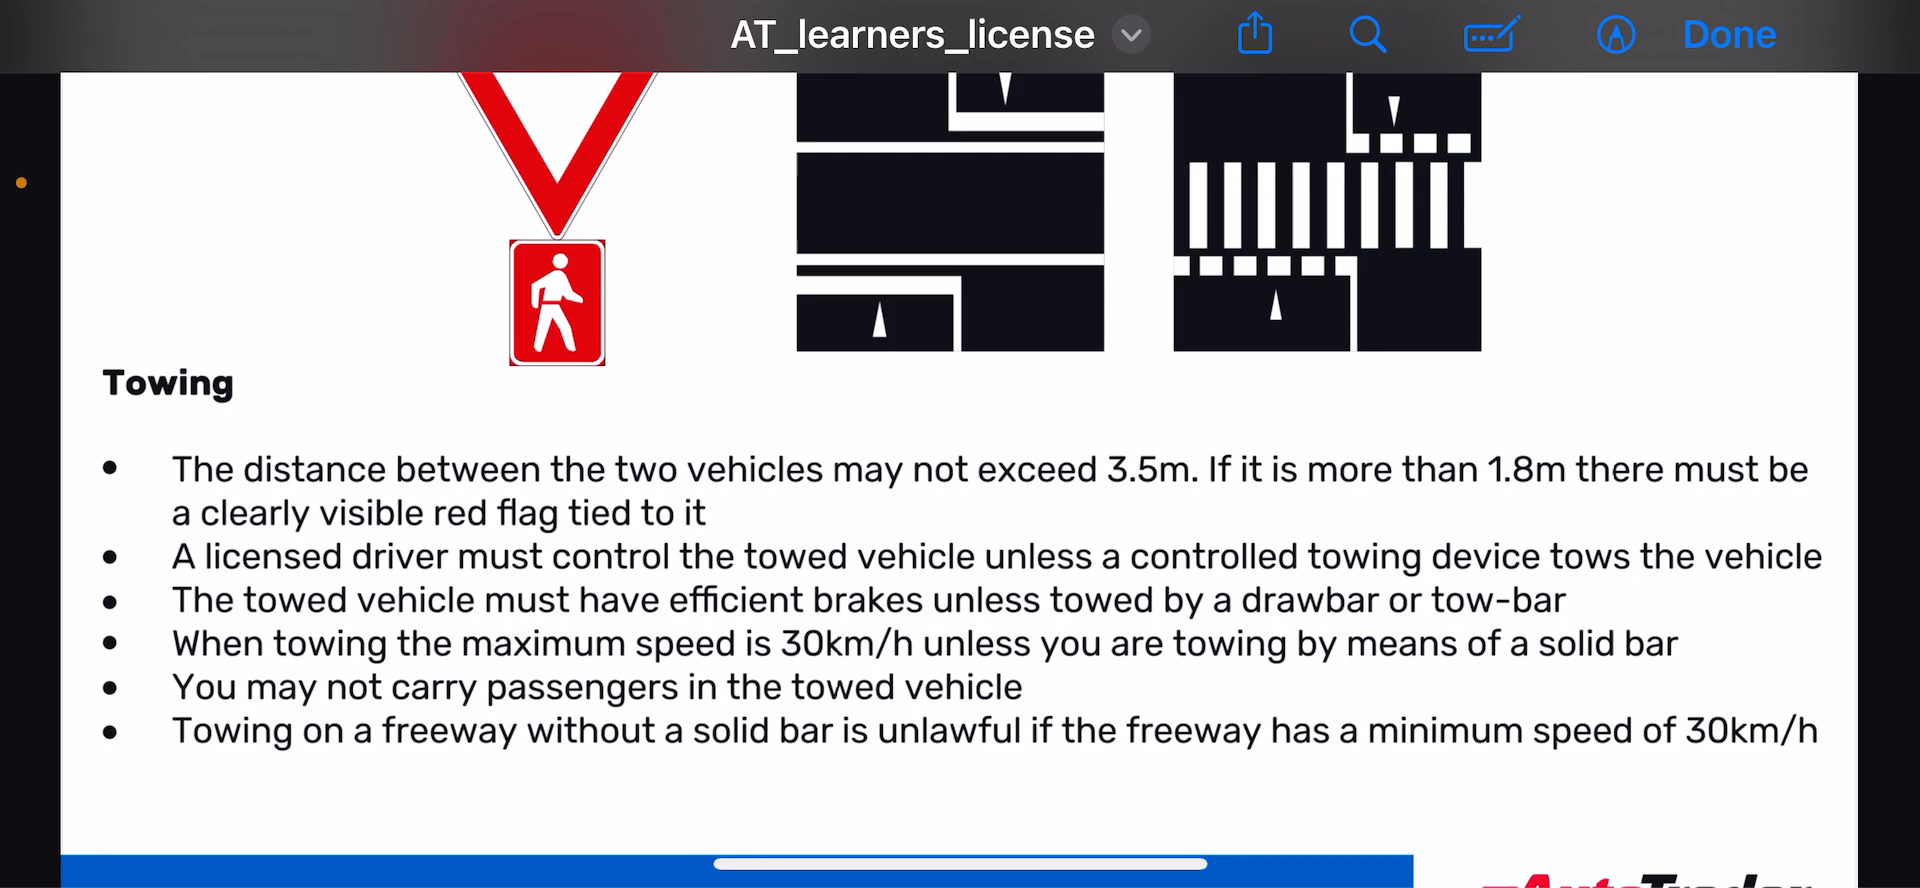 AT_learners_license
Done
Towing
• The distance between the two vehicles may not exceed 3.5m. If it is more than 1.8m there must be
a clearly visible red flag tied to it
• A licensed driver must control the towed vehicle unless a controlled towing device tows the vehicle
• The towed vehicle must have efficient brakes unless towed by a drawbar or tow-bar
• When towing the maximum speed is 30km/h unless you are towing by means of a solid bar
• You may not carry passengers in the towed vehicle
• Towing on a freeway without a solid bar is unlawful if the freeway has a minimum speed of 30km/h
AutoTrader